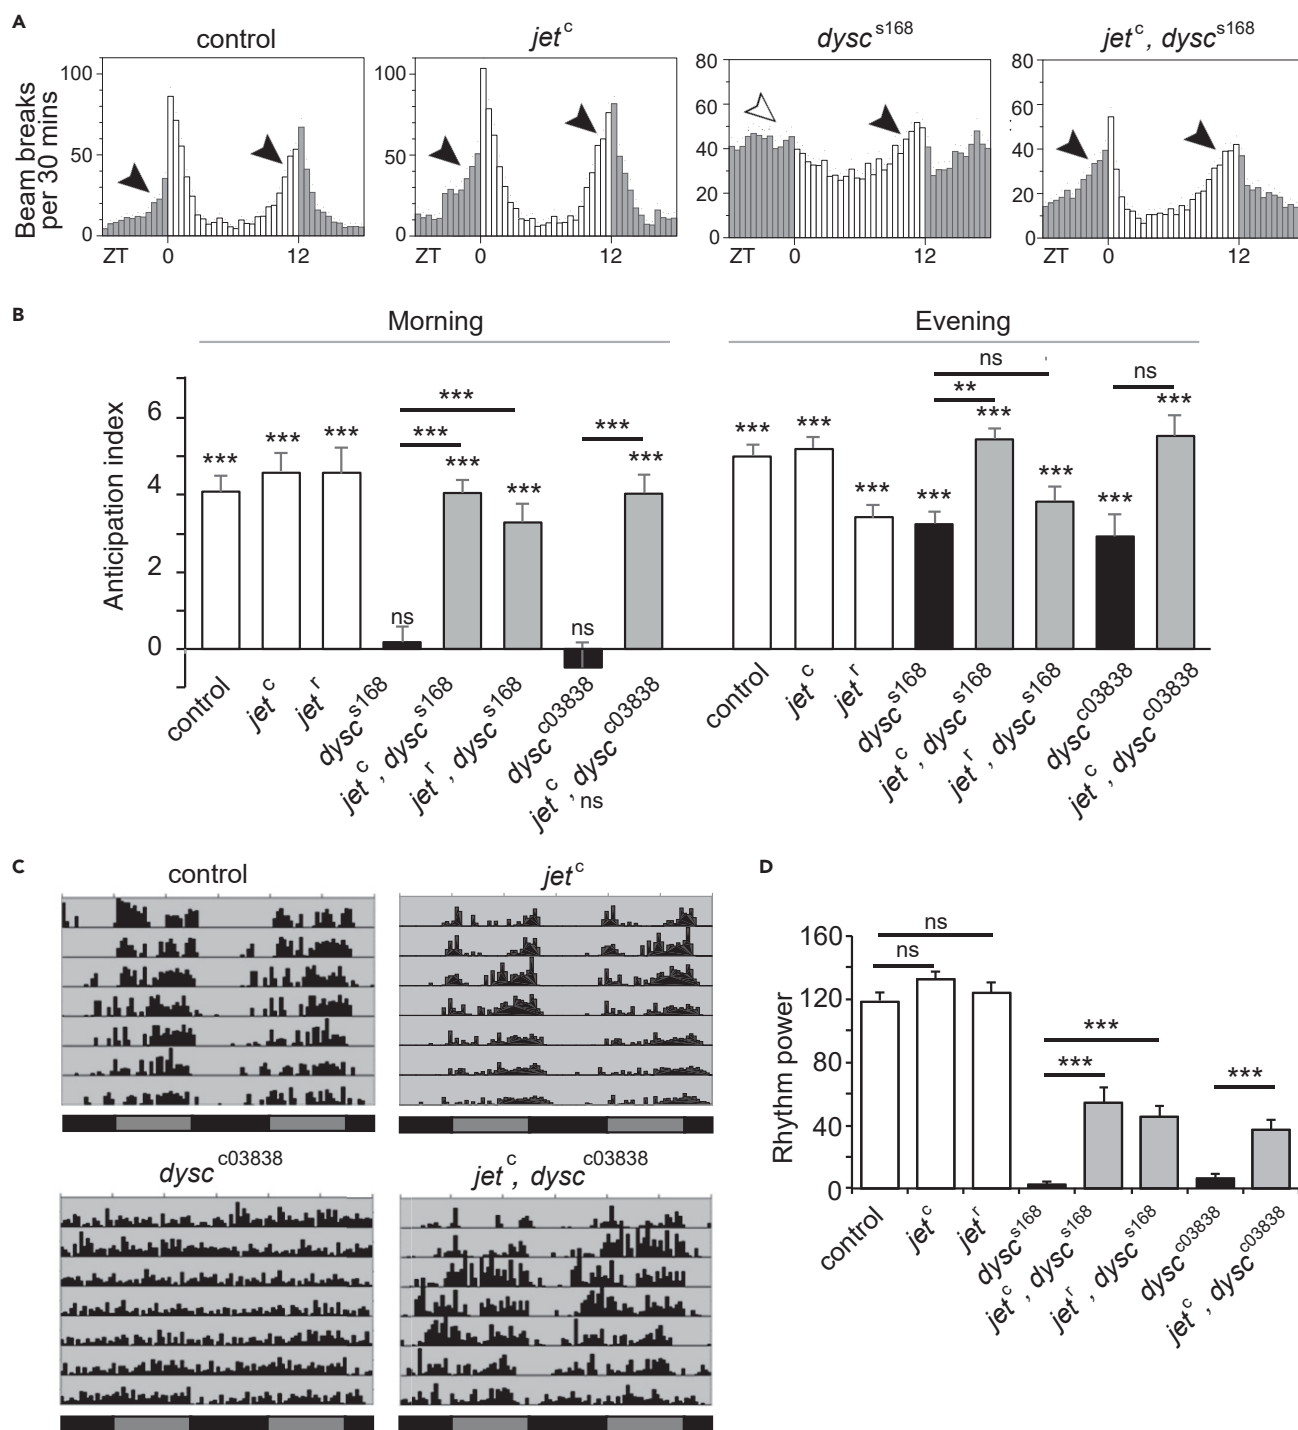 A
control
jet c
dysc s168
jet c, dysc s168
Beam breaks
per 30 mins
100
50
0
ZT 0 12
100
50
0
ZT 0 12
80
60
40
20
0
ZT 0 12
80
60
40
20
0
ZT 0 12
B
Morning
Evening
Anticipation index
6
4
2
0
*** *** *** ns *** *** ns ***
*** *** ***
*** *** *** *** *** *** *** ***
** ns ns
control
jet c
jet r
dysc s168
jet c, dysc s168
jet r, dysc s168
dysc c03838
jet c, dysc c03838
ns
control
jet c
jet r
dysc s168
jet c, dysc s168
jet r, dysc s168
dysc c03838
jet c, dysc c03838
C
control
jet c
dysc c03838
jet c, dysc c03838
D
Rhythm power
160
120
80
40
0
ns
ns
***
***
***
control
jet c
jet r
dysc s168
jet c, dysc s168
jet r, dysc s168
dysc c03838
jet c, dysc c03838